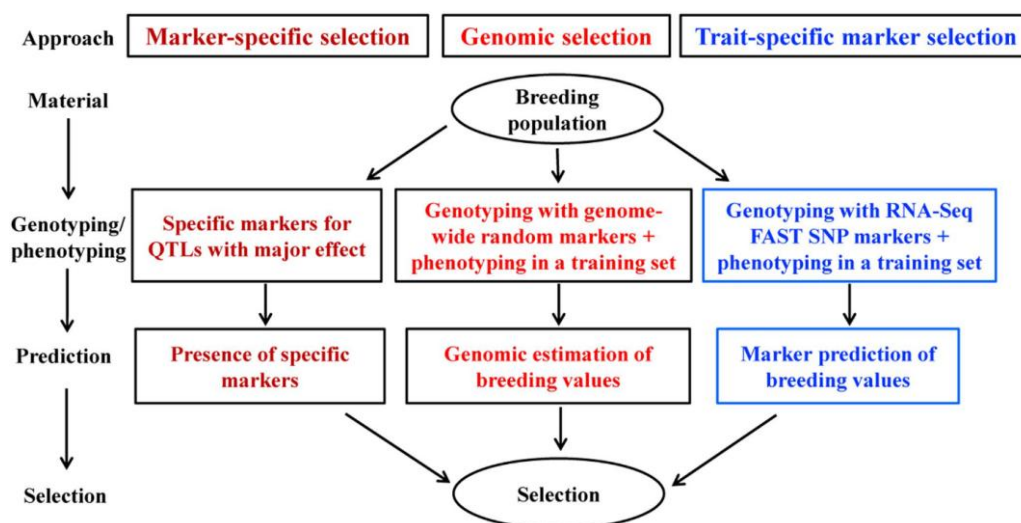 Approach
Marker-specific selection
Genomic selection
Trait-specific marker selection
Material
Breeding
population
Genotyping/
phenotyping
Specific markers for
QTLs with major effect
Genotyping with genome-
wide random markers +
phenotyping in a training set
Genotyping with RNA-Seq
FAST SNP markers +
phenotyping in a training set
Prediction
Presence of specific
markers
Genomic estimation of
breeding values
Marker prediction of
breeding values
Selection
Selection